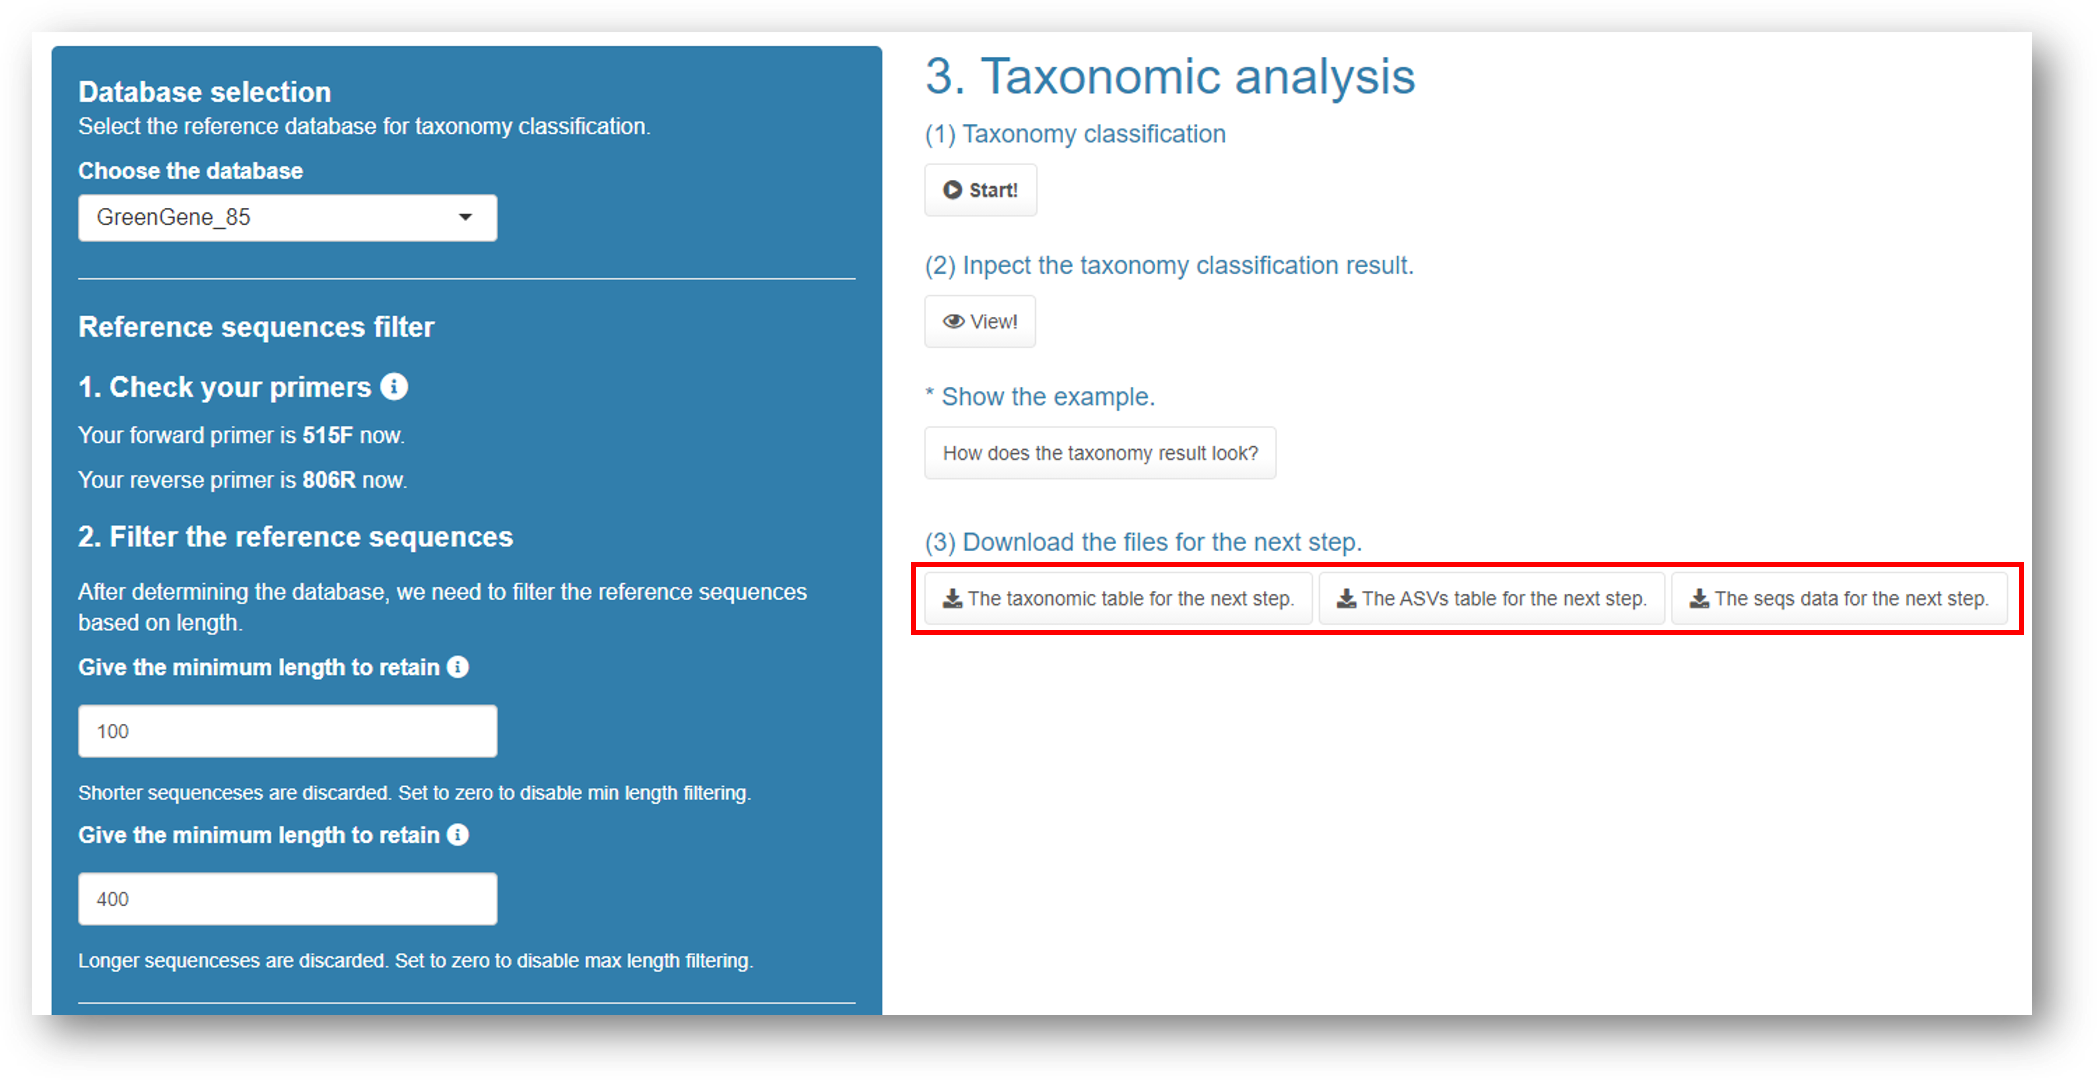 Database selection
Select the reference database for taxonomy classification.
Choose the database
GreenGene_85
Reference sequences filter
1. Check your primers
Your forward primer is 515F now.
Your reverse primer is 806R now.
2. Filter the reference sequences
After determining the database, we need to filter the reference sequences
based on length.
Give the minimum length to retain
100
Shorter sequenceses are discarded. Set to zero to disable min length filtering.
Give the minimum length to retain
400
Longer sequenceses are discarded. Set to zero to disable max length filtering.
3. Taxonomic analysis
(1) Taxonomy classification
Start!
(2) Inpect the taxonomy classification result.
View!
* Show the example.
How does the taxonomy result look?
(3) Download the files for the next step.
The taxonomic table for the next step.
The ASVs table for the next step.
The seqs data for the next step.